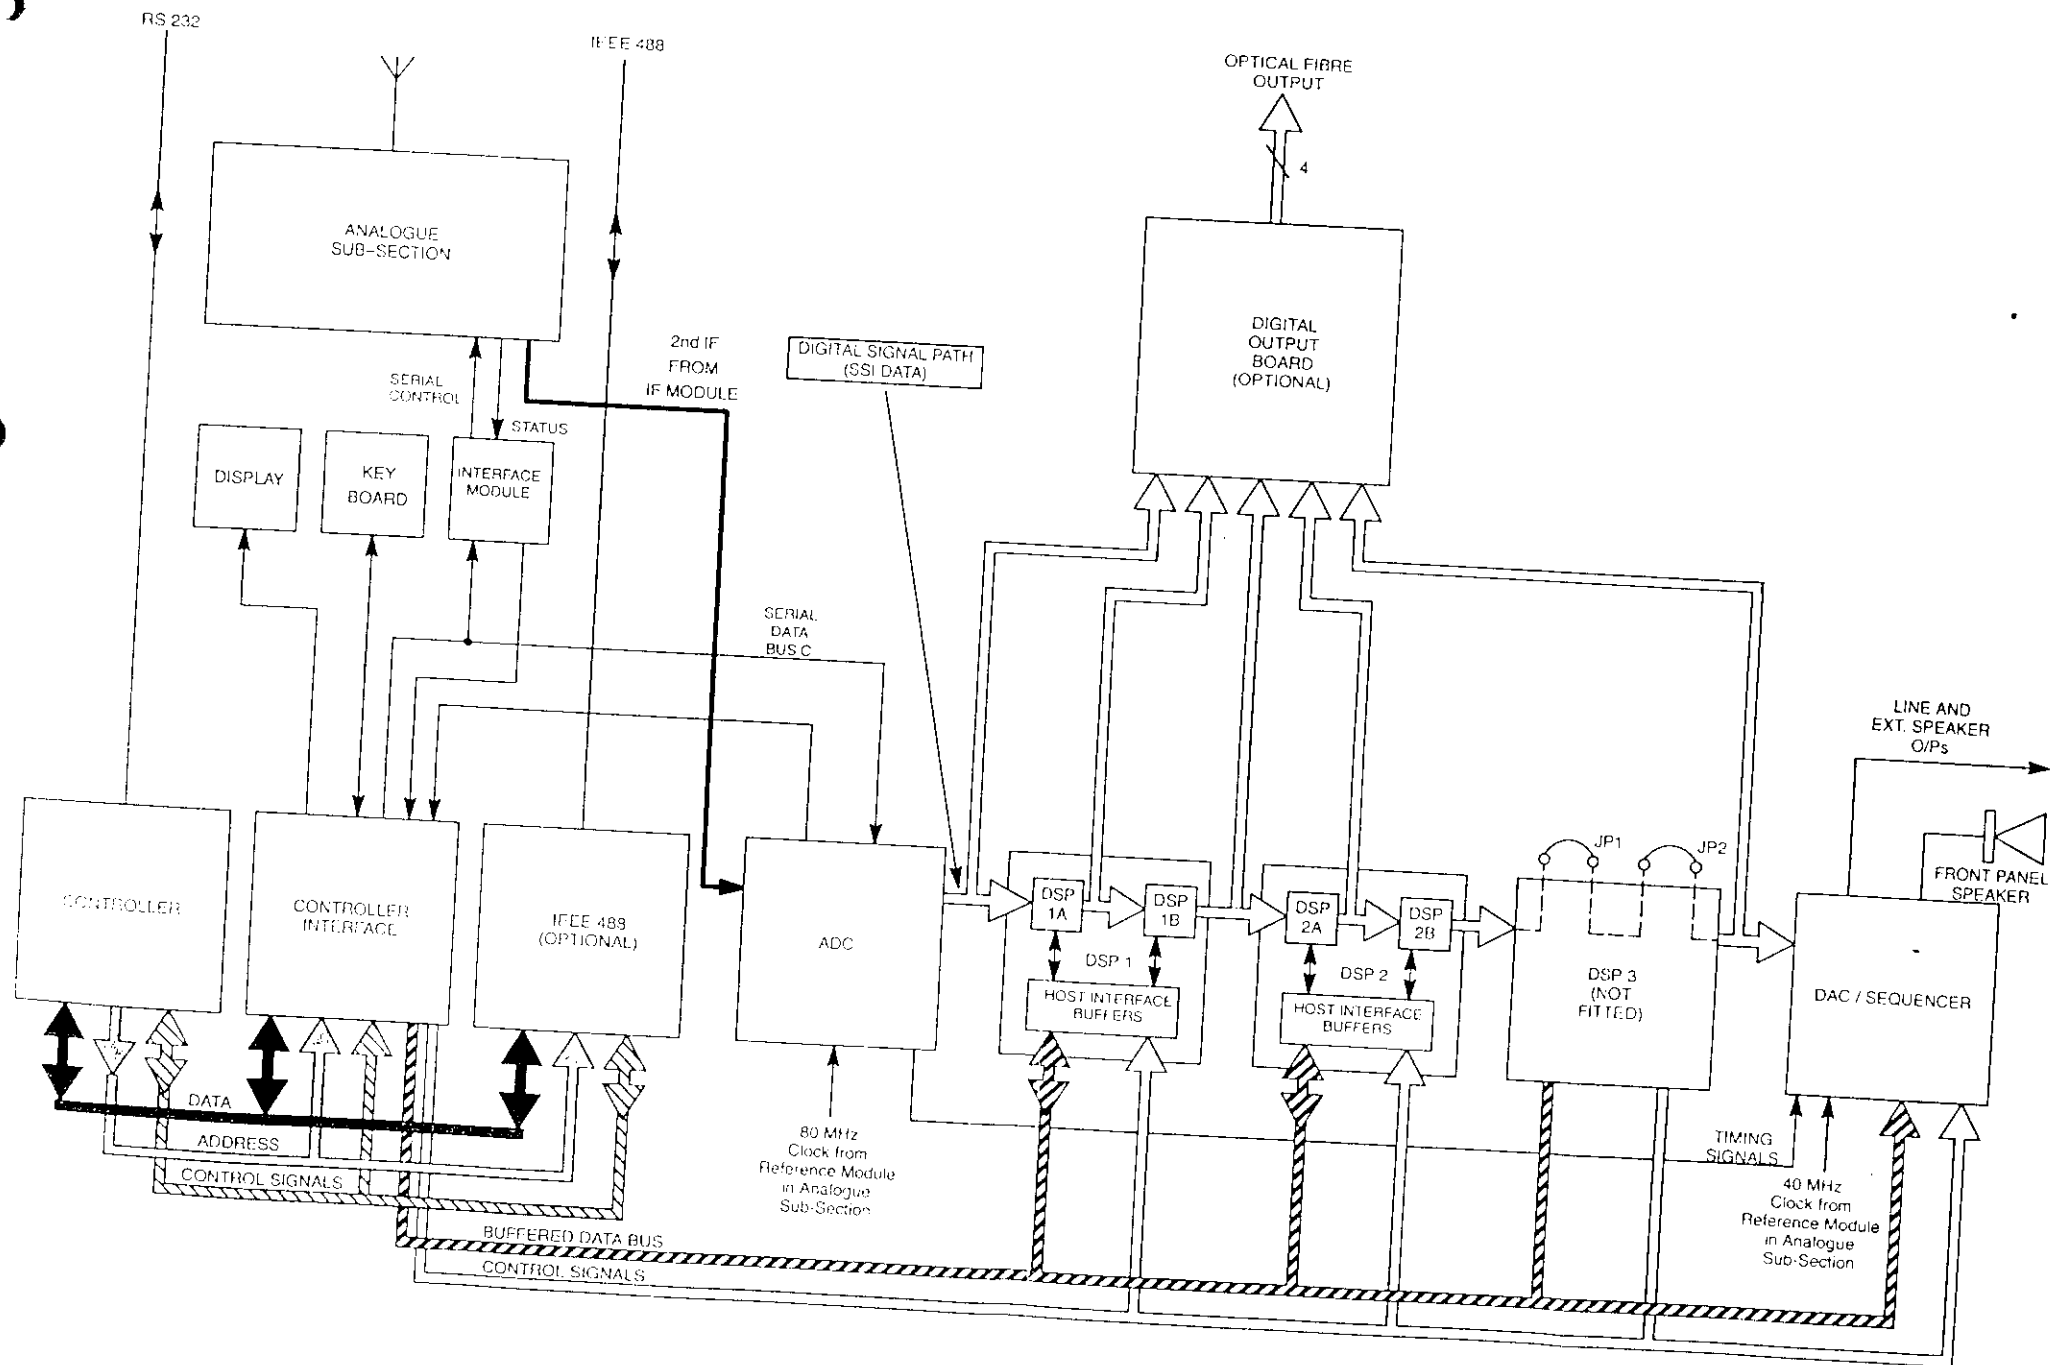 RS 232
IEEE 488
OPTICAL FIBRE
OUTPUT
4
ANALOGUE
SUB-SECTION
DIGITAL
OUTPUT
BOARD
(OPTIONAL)
2nd IF
FROM
IF MODULE
DIGITAL SIGNAL PATH
(SSI DATA)
SERIAL
CONTROL
STATUS
DISPLAY
KEY
BOARD
INTERFACE
MODULE
SERIAL
DATA
BUS C
LINE AND
EXT. SPEAKER
O/Ps
JP1
JP2
FRONT PANEL
SPEAKER
CONTROLLER
CONTROLLER
INTERFACE
IEEE 488
(OPTIONAL)
ADC
DSP
1A
DSP
1B
DSP 1
HOST INTERFACE
BUFFERS
DSP
2A
DSP
2B
DSP 2
HOST INTERFACE
BUFFERS
DSP 3
(NOT
FITTED)
DAC / SEQUENCER
DATA
ADDRESS
CONTROL SIGNALS
80 MHz
Clock from
Reference Module
in Analogue
Sub-Section
TIMING
SIGNALS
40 MHz
Clock from
Reference Module
in Analogue
Sub-Section
BUFFERED DATA BUS
CONTROL SIGNALS